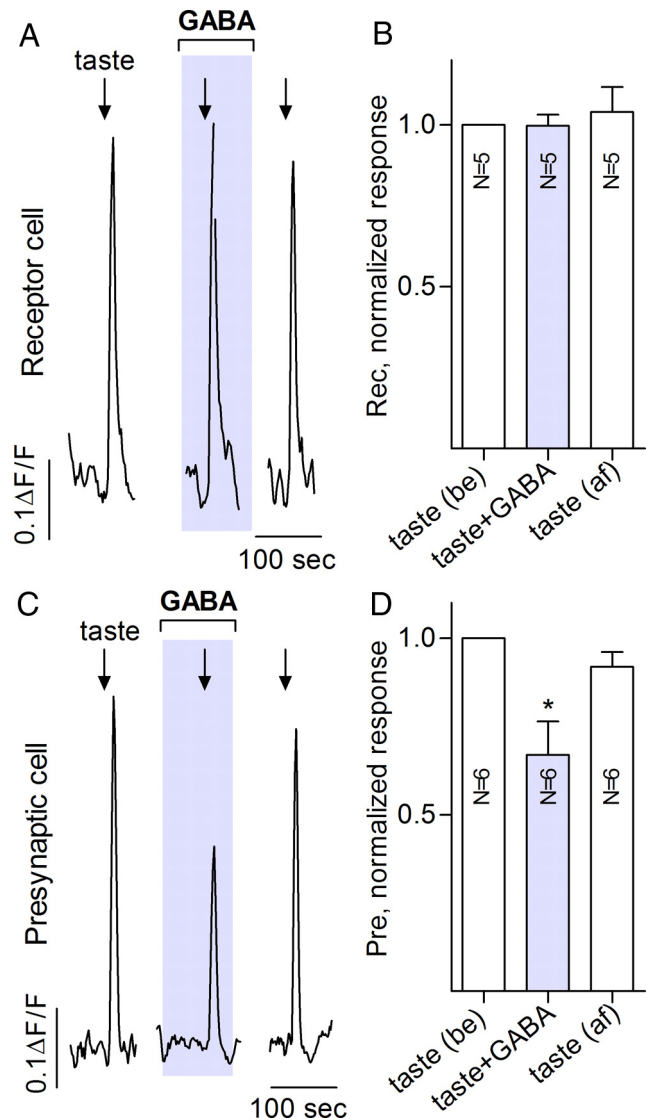 A
GABA
taste
Receptor cell
0.1ΔF/F
100 sec
B
Rec, normalized response
1.0
0.5
N=5
N=5
N=5
taste (be)
taste+GABA
taste (af)
C
GABA
taste
Presynaptic cell
0.1ΔF/F
100 sec
D
Pre, normalized response
1.0
0.5
*
N=6
N=6
N=6
taste (be)
taste+GABA
taste (af)